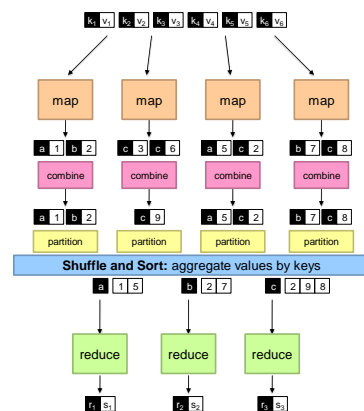 k₁ v₁ k₂ v₂ k₃ v₃ k₄ v₄ k₅ v₅ k₆ v₆
map map map map
a 1 b 2 c 3 c 6 a 5 c 2 b 7 c 8
combine combine combine combine
a 1 b 2 c 9 a 5 c 2 b 7 c 8
partition partition partition partition
Shuffle and Sort: aggregate values by keys
a 1 5 b 2 7 c 2 9 8
reduce reduce reduce
r₁ s₁ r₂ s₂ r₃ s₃